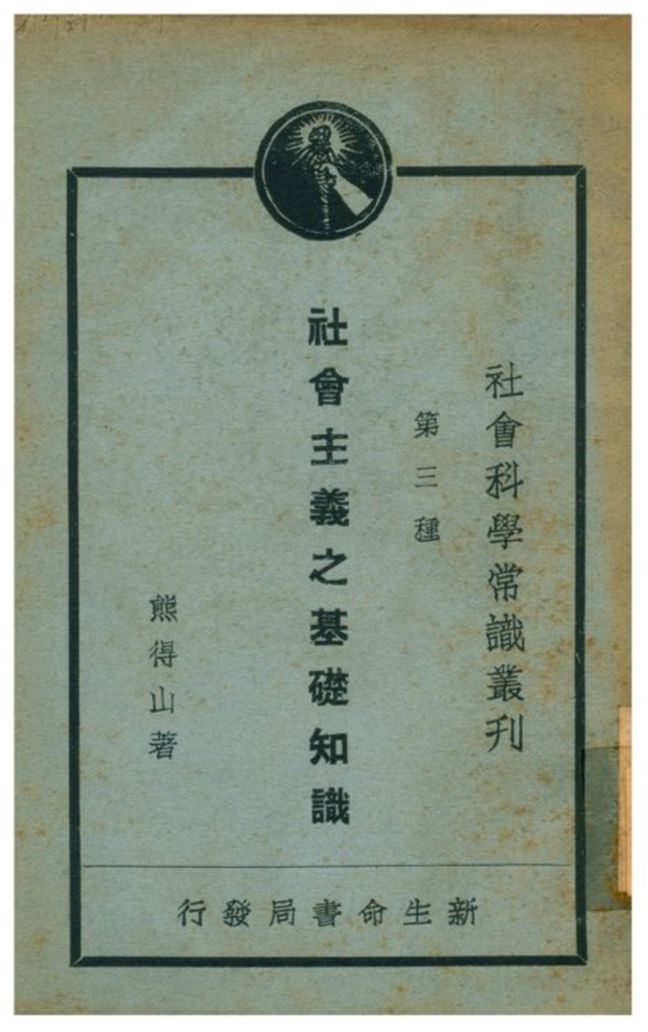 社會科學常識叢刊
第三種
社會主義之基礎知識
熊得山著
新生命書局發行